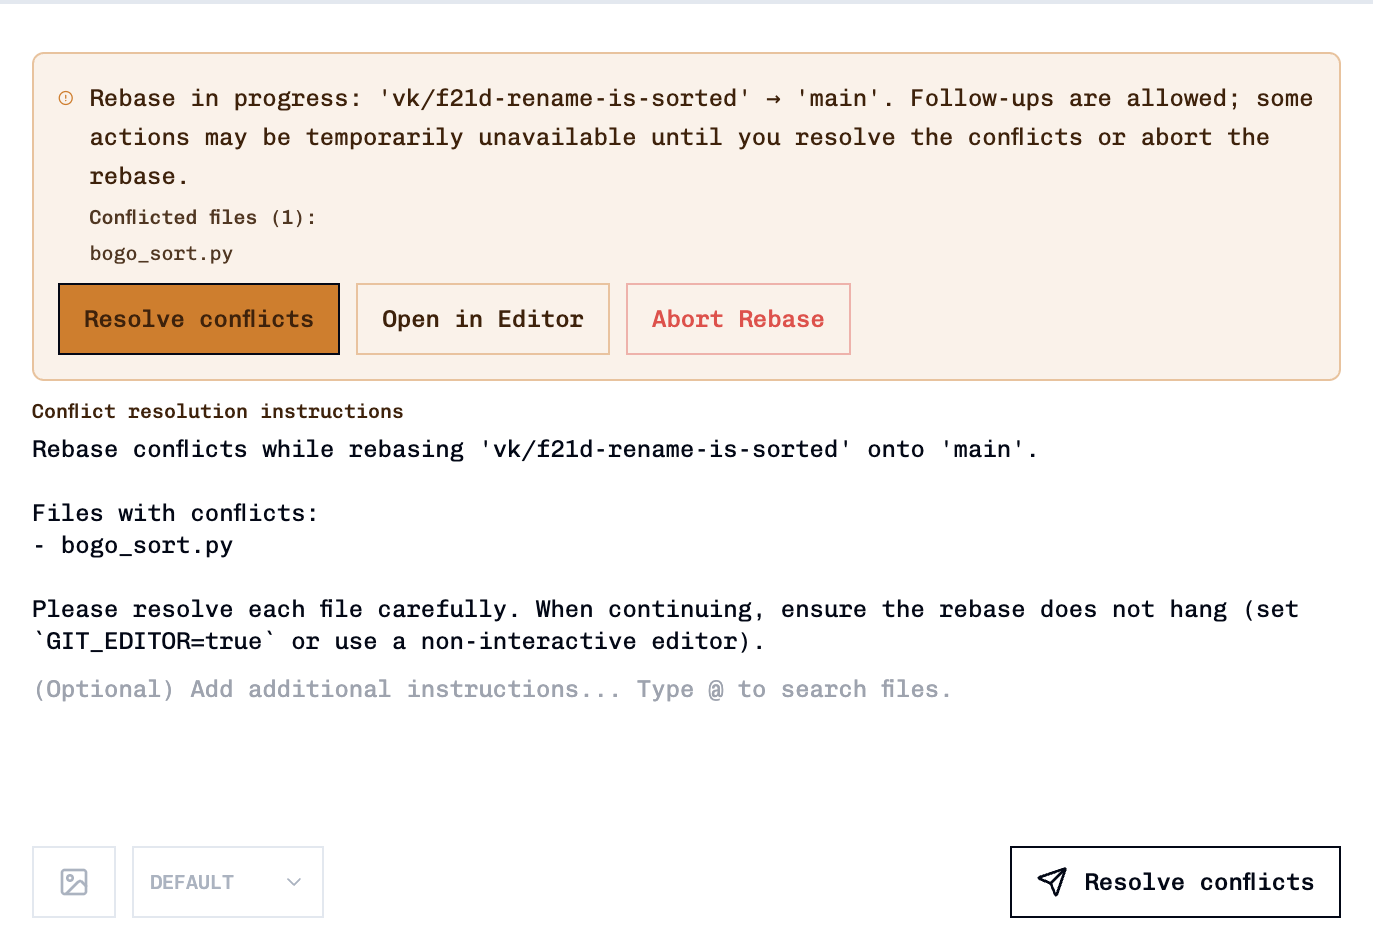 Rebase in progress: 'vk/f21d-rename-is-sorted' → 'main'. Follow-ups are allowed; some
actions may be temporarily unavailable until you resolve the conflicts or abort the
rebase.
Conflicted files (1):
bogo_sort.py
Resolve conflicts
Open in Editor
Abort Rebase
Conflict resolution instructions
Rebase conflicts while rebasing 'vk/f21d-rename-is-sorted' onto 'main'.
Files with conflicts:
- bogo_sort.py
Please resolve each file carefully. When continuing, ensure the rebase does not hang (set
`GIT_EDITOR=true` or use a non-interactive editor).
(Optional) Add additional instructions... Type @ to search files.
DEFAULT
Resolve conflicts